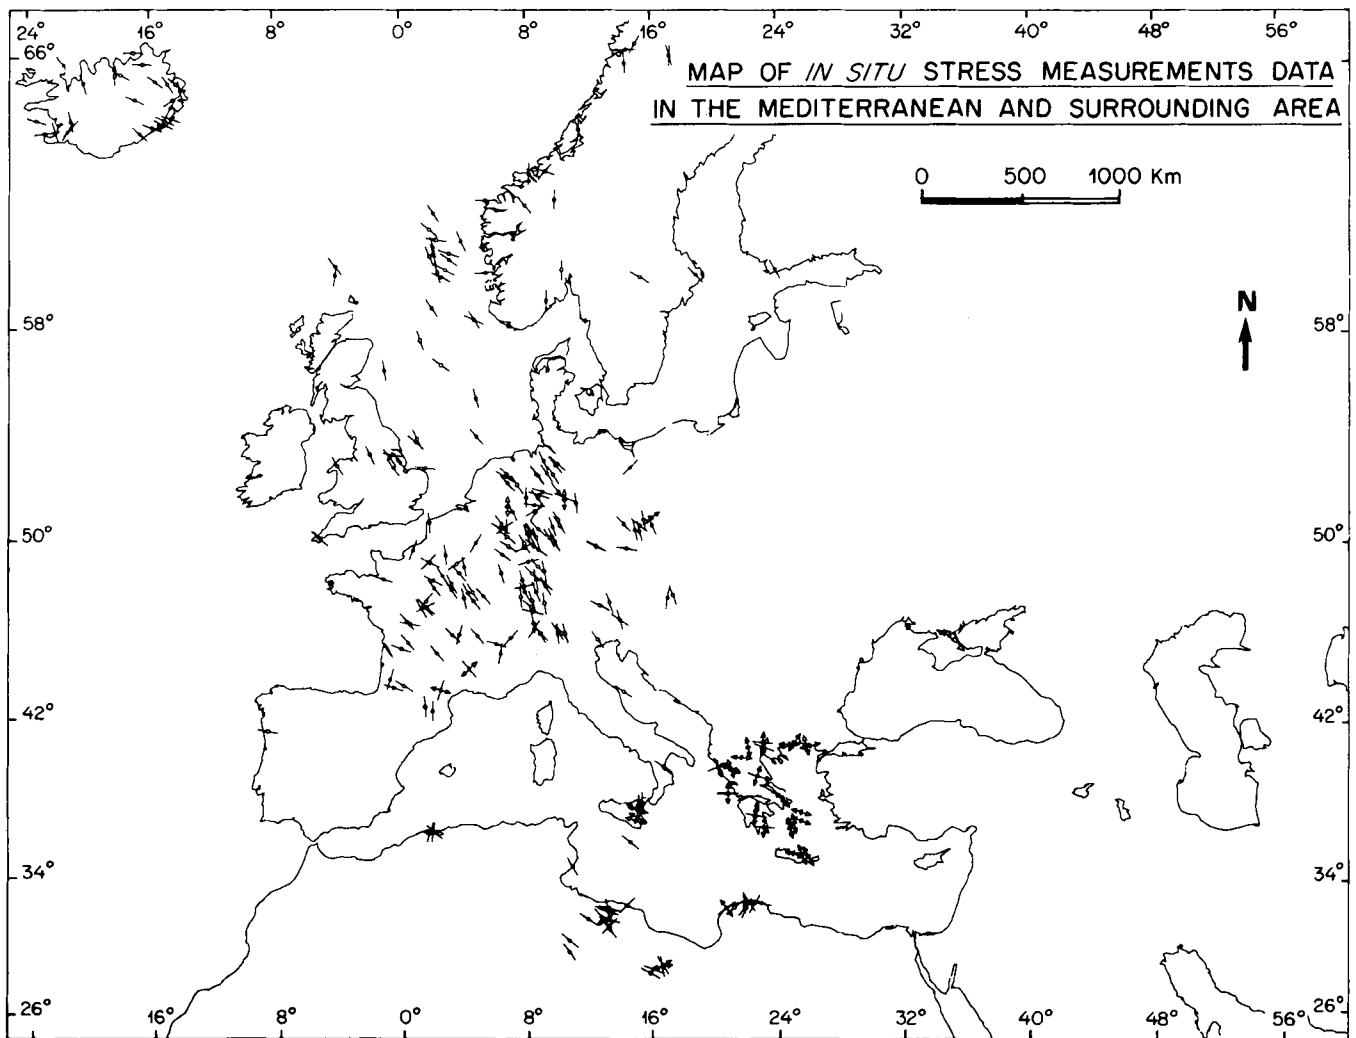 24° 16° 8° 0° 8° 16° 24° 32° 40° 48° 56°
66°
MAP OF IN SITU STRESS MEASUREMENTS DATA
IN THE MEDITERRANEAN AND SURROUNDING AREA
0 500 1000 Km
N
58° 58°
50° 50°
42° 42°
34° 34°
26° 26°
16° 8° 0° 8° 16° 24° 32° 40° 48° 56°